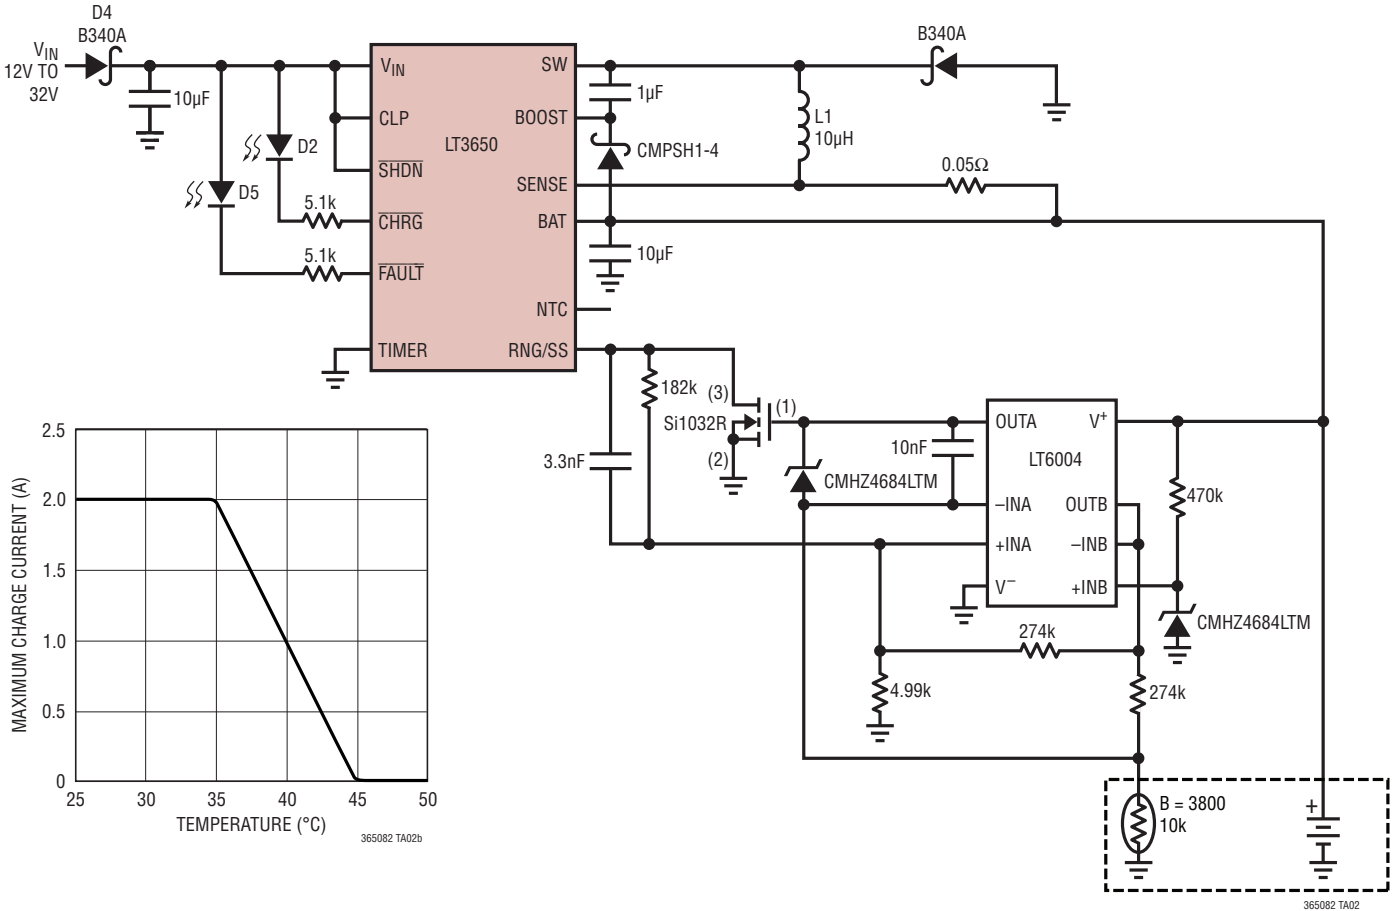 D4
B340A
VIN
12V TO
32V
10µF
D2
D5
5.1k
5.1k
VIN
CLP
SHDN
CHRG
FAULT
TIMER
LT3650
SW
BOOST
SENSE
BAT
NTC
RNG/SS
1µF
CMPSH1-4
10µF
B340A
L1
10µH
0.05Ω
182k
3.3nF
(3)
Si1032R
(2)
(1)
10nF
CMHZ4684LTM
OUTA
–INA
+INA
V–
LT6004
V+
OUTB
–INB
+INB
470k
CMHZ4684LTM
274k
4.99k
274k
B = 3800
10k
+
365082 TA02
MAXIMUM CHARGE CURRENT (A)
2.5
2.0
1.5
1.0
0.5
0
25 30 35 40 45 50
TEMPERATURE (°C)
365082 TA02b